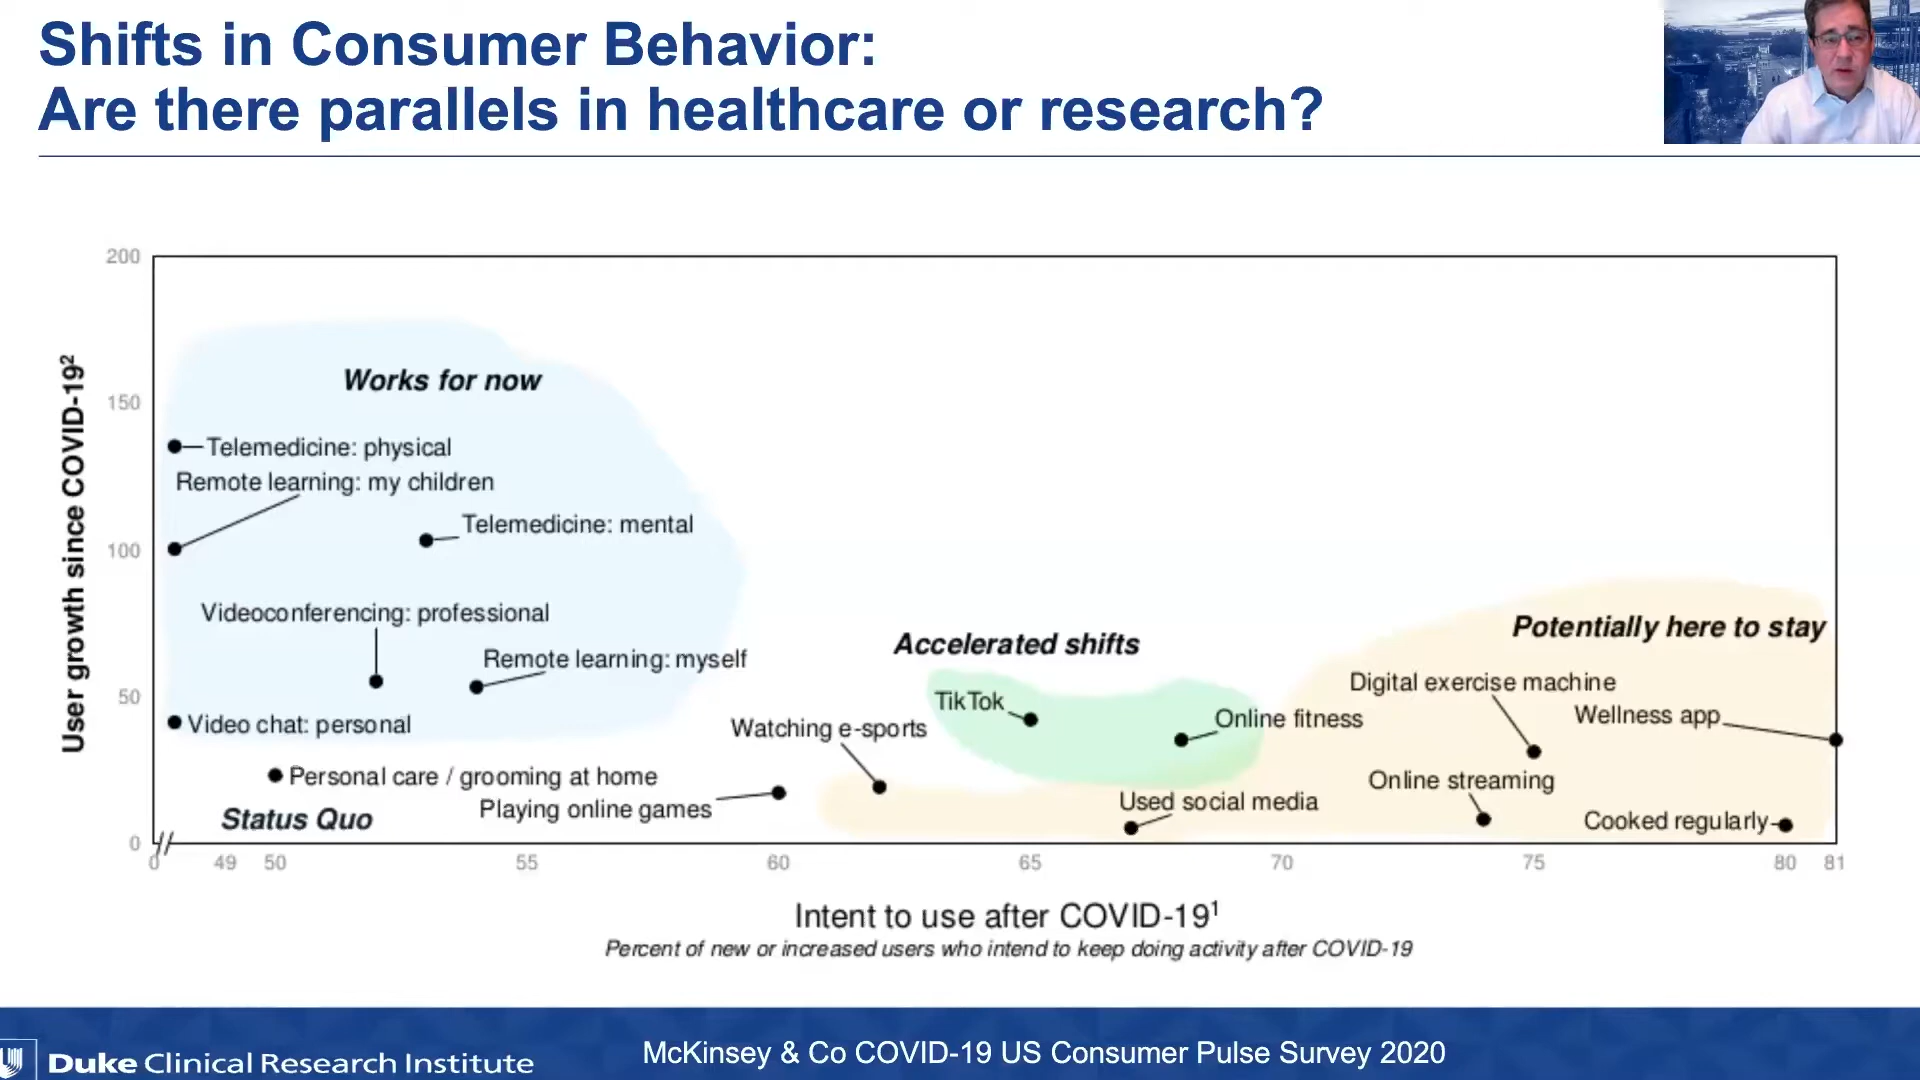 Shifts in Consumer Behavior:
Are there parallels in healthcare or research?
User growth since COVID-19²
200
150
100
50
0
Works for now
Telemedicine: physical
Remote learning: my children
Telemedicine: mental
Videoconferencing: professional
Remote learning: myself
Video chat: personal
Personal care / grooming at home
Status Quo
Playing online games
Watching e-sports
Accelerated shifts
TikTok
Online fitness
Used social media
Potentially here to stay
Digital exercise machine
Wellness app
Online streaming
Cooked regularly
0 49 50 55 60 65 70 75 80 81
Intent to use after COVID-19¹
Percent of new or increased users who intend to keep doing activity after COVID-19
Duke Clinical Research Institute
McKinsey & Co COVID-19 US Consumer Pulse Survey 2020